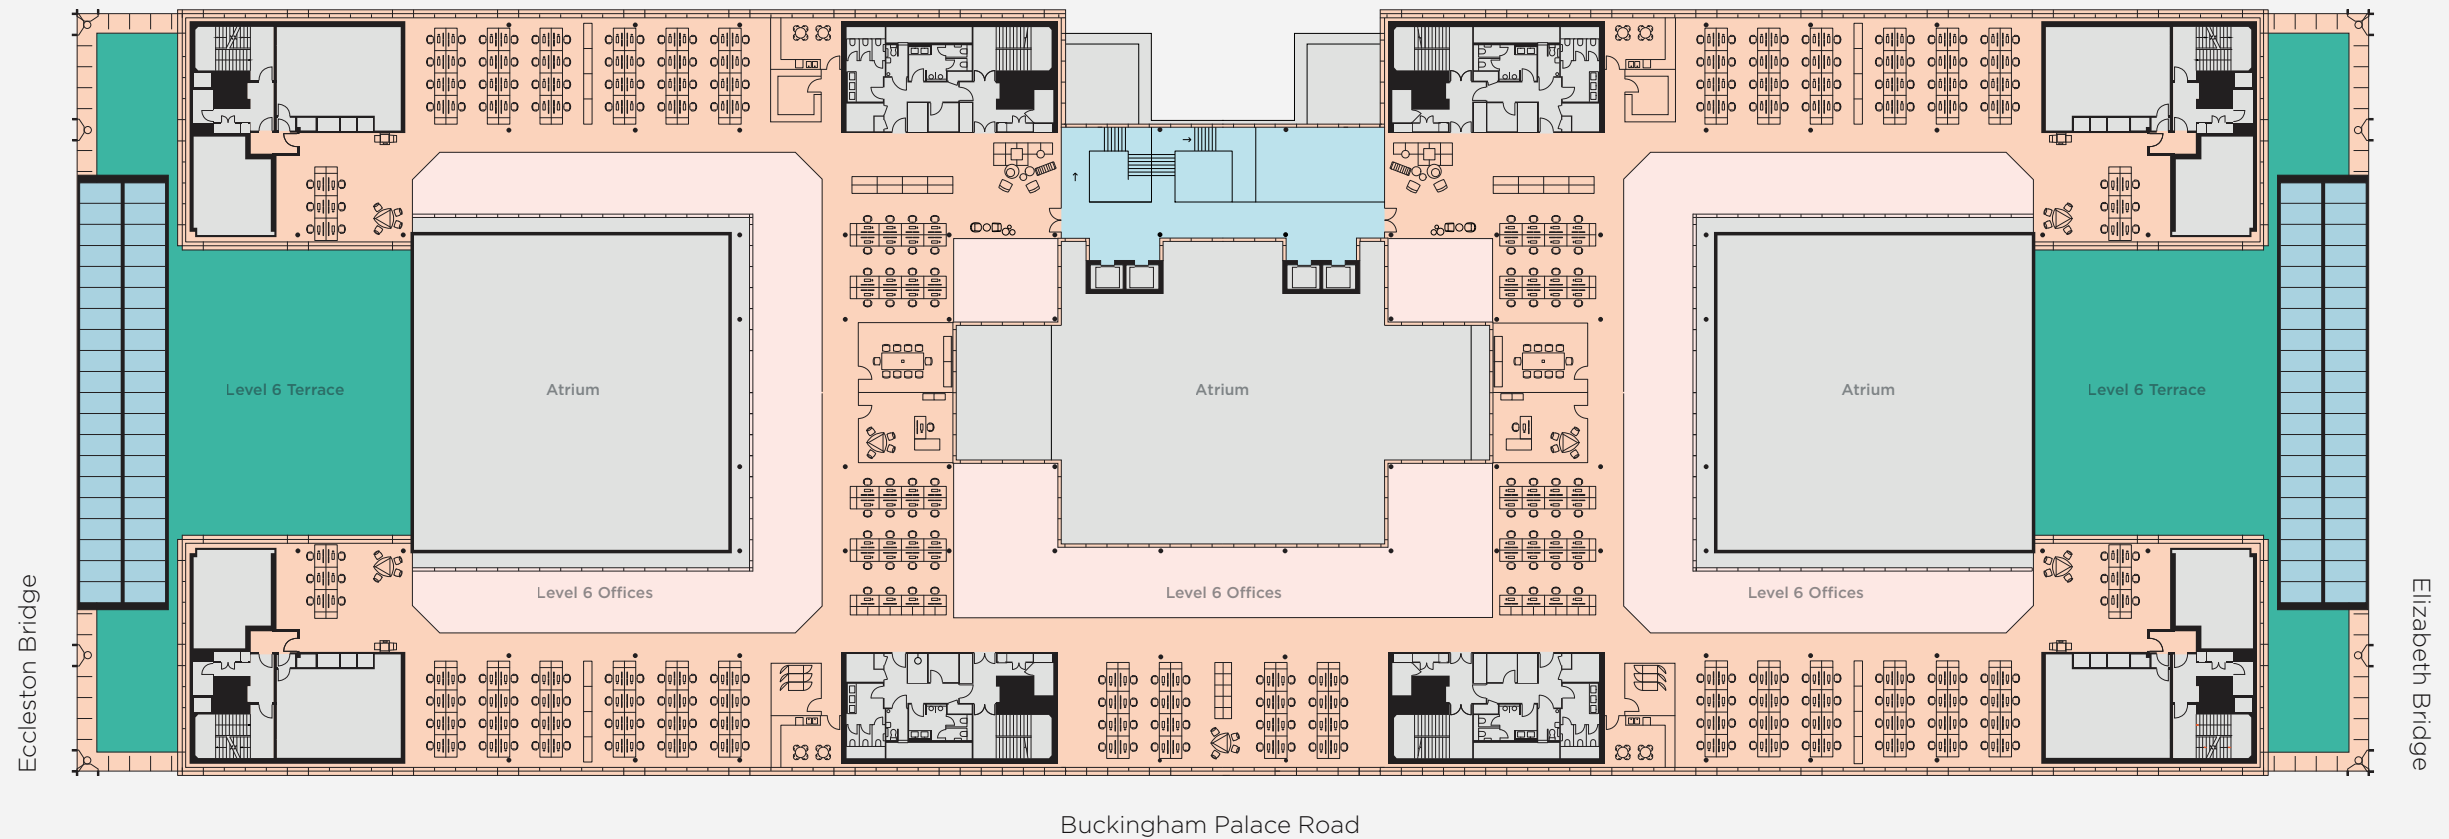 Level 6 Terrace
Atrium
Atrium
Atrium
Level 6 Terrace
Level 6 Offices
Level 6 Offices
Level 6 Offices
Eccleston Bridge
Elizabeth Bridge
Buckingham Palace Road